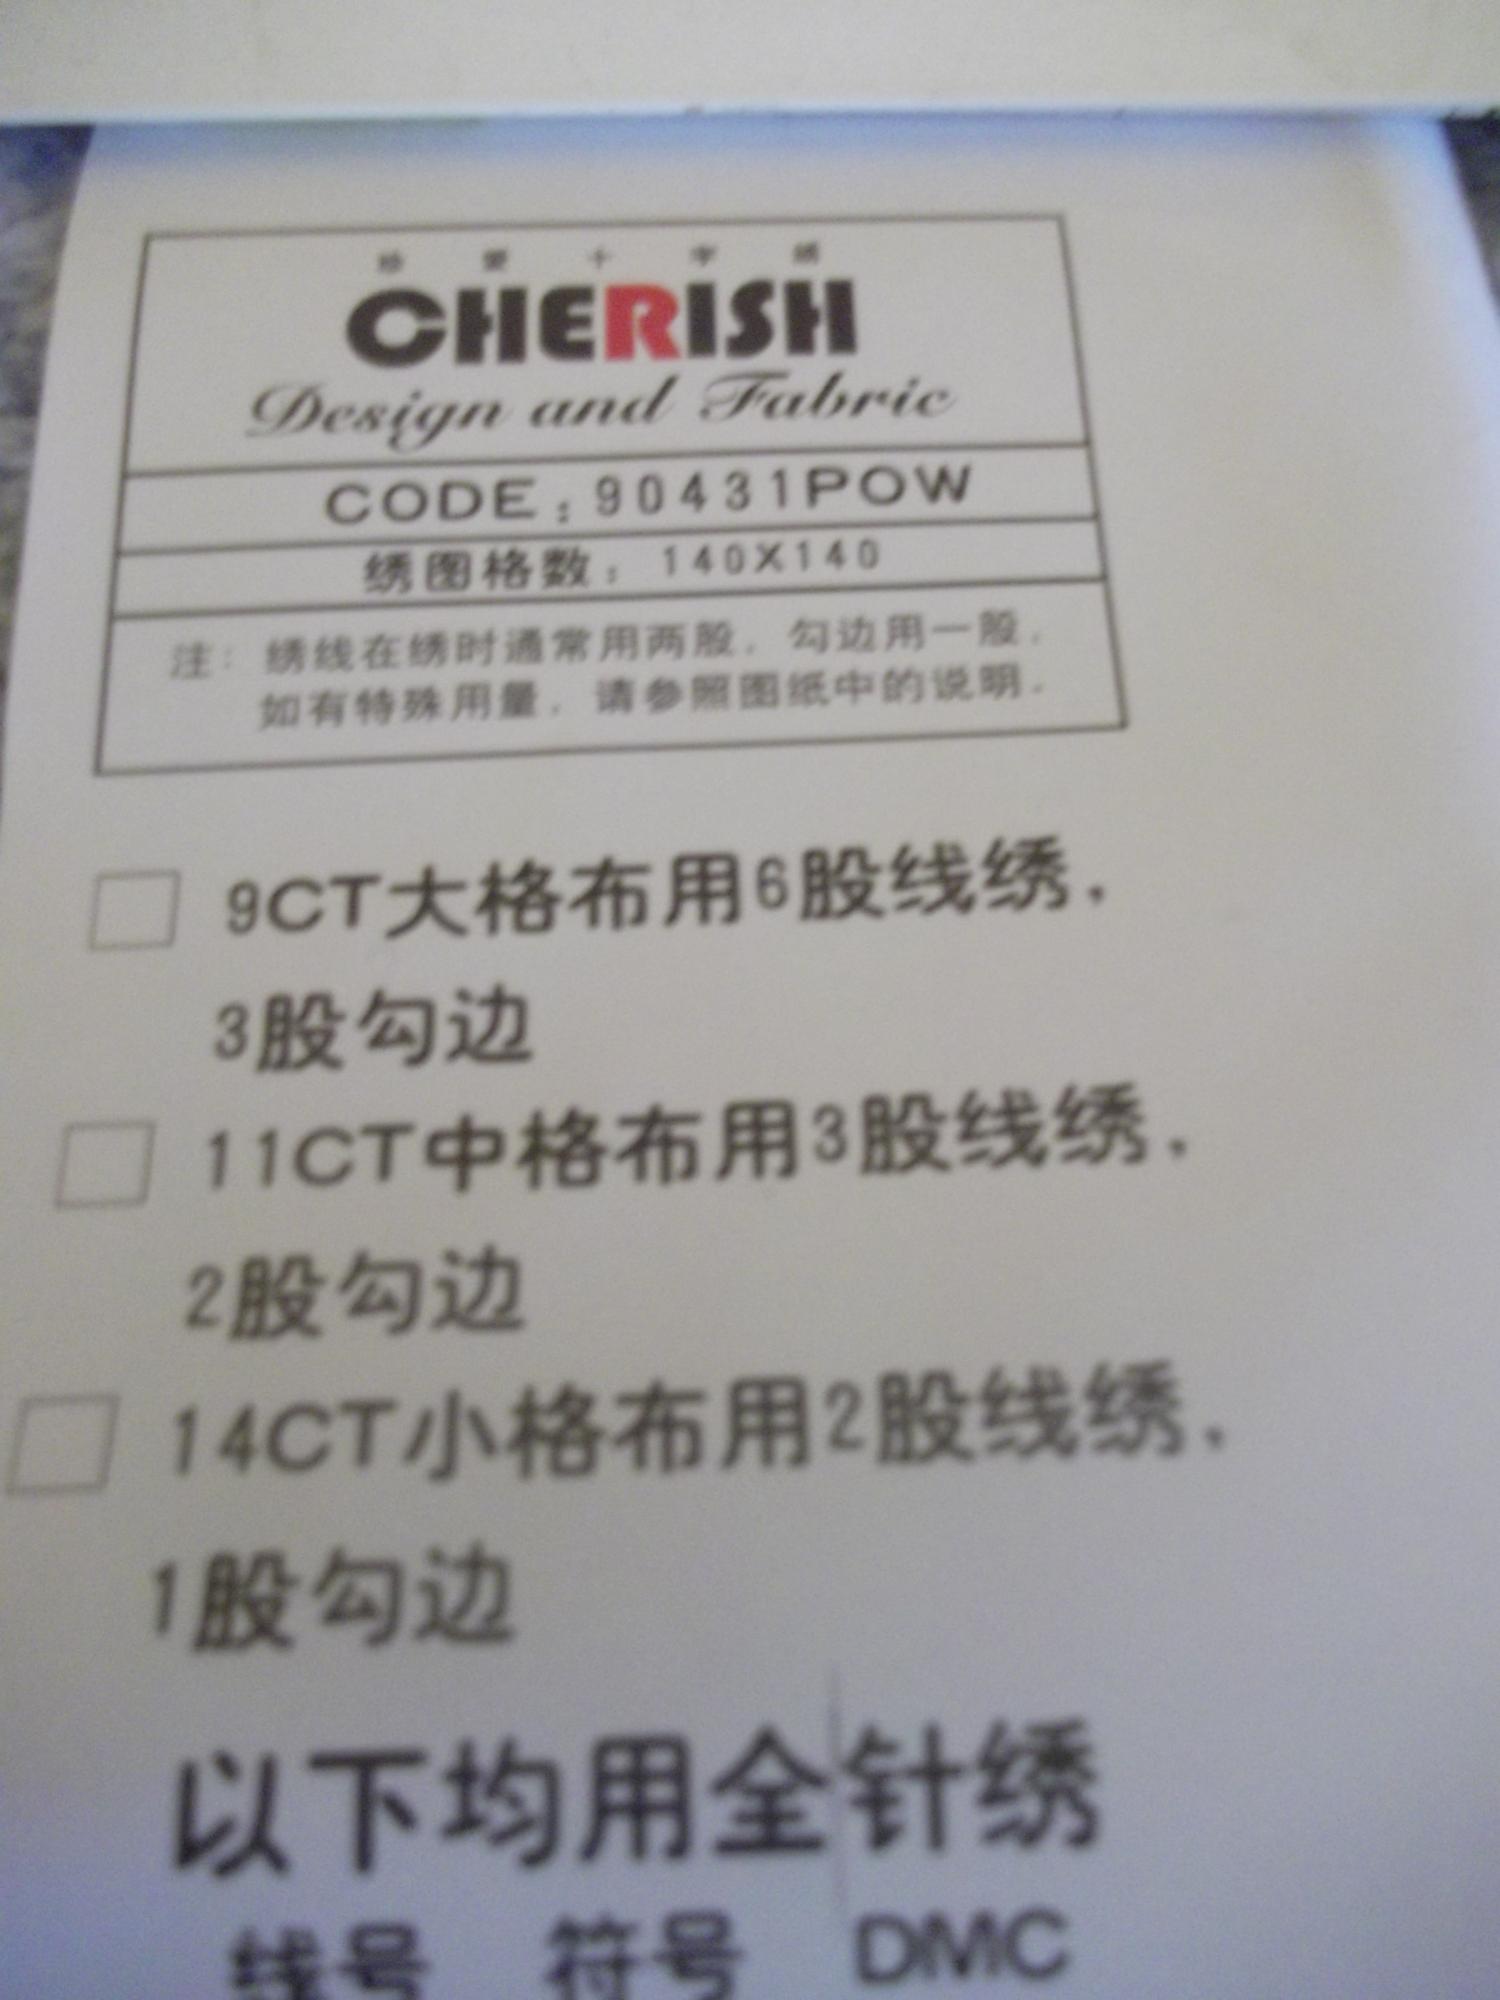 珍 爱 十 字 绣
CHERISH
Design and Fabric
CODE:90431POW
绣图格数：140X140
注：绣线在绣时通常用两股．勾边用一股．
如有特殊用量．请参照图纸中的说明．
9CT大格布用6股线绣，
3股勾边
11CT中格布用3股线绣，
2股勾边
14CT小格布用2股线绣，
1股勾边
以下均用全针绣
线号 符号 DMC